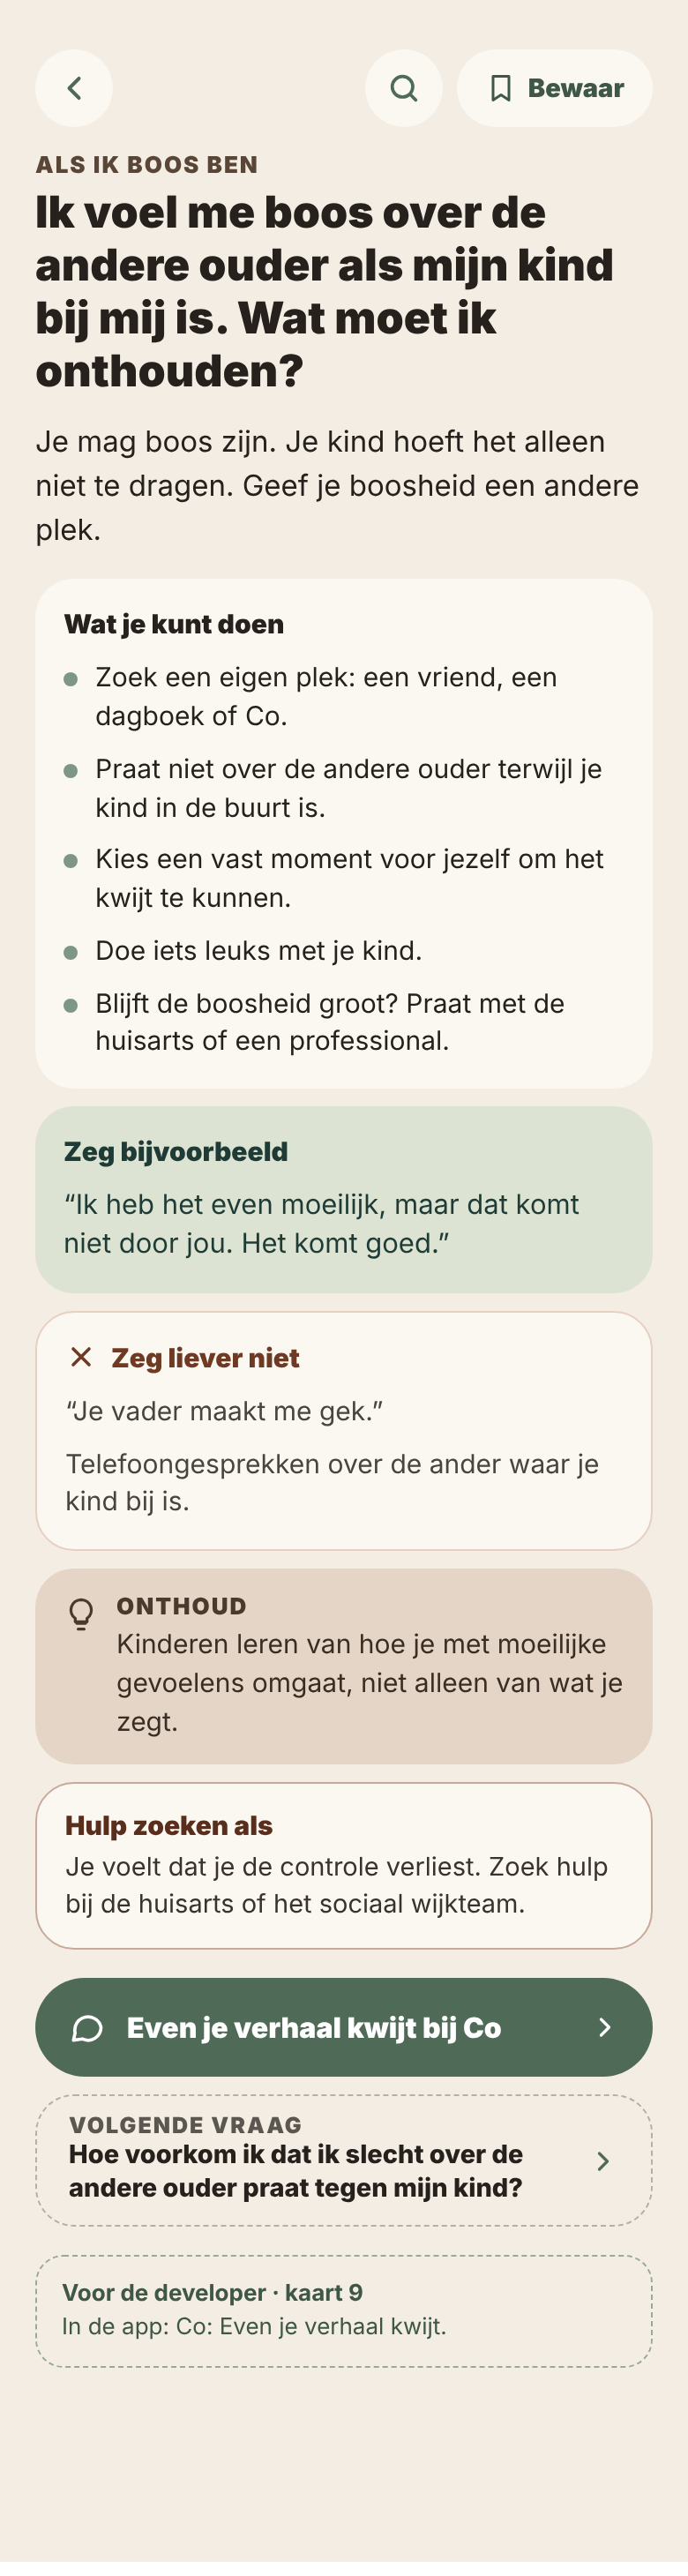 Bewaar
ALS IK BOOS BEN
Ik voel me boos over de
andere ouder als mijn kind
bij mij is. Wat moet ik
onthouden?
Je mag boos zijn. Je kind hoeft het alleen
niet te dragen. Geef je boosheid een andere
plek.
Wat je kunt doen
Zoek een eigen plek: een vriend, een
dagboek of Co.
Praat niet over de andere ouder terwijl je
kind in de buurt is.
Kies een vast moment voor jezelf om het
kwijt te kunnen.
Doe iets leuks met je kind.
Blijft de boosheid groot? Praat met de
huisarts of een professional.
Zeg bijvoorbeeld
“Ik heb het even moeilijk, maar dat komt
niet door jou. Het komt goed.”
Zeg liever niet
“Je vader maakt me gek.”
Telefoongesprekken over de ander waar je
kind bij is.
ONTHOUD
Kinderen leren van hoe je met moeilijke
gevoelens omgaat, niet alleen van wat je
zegt.
Hulp zoeken als
Je voelt dat je de controle verliest. Zoek hulp
bij de huisarts of het sociaal wijkteam.
Even je verhaal kwijt bij Co
VOLGENDE VRAAG
Hoe voorkom ik dat ik slecht over de
andere ouder praat tegen mijn kind?
Voor de developer · kaart 9
In de app: Co: Even je verhaal kwijt.